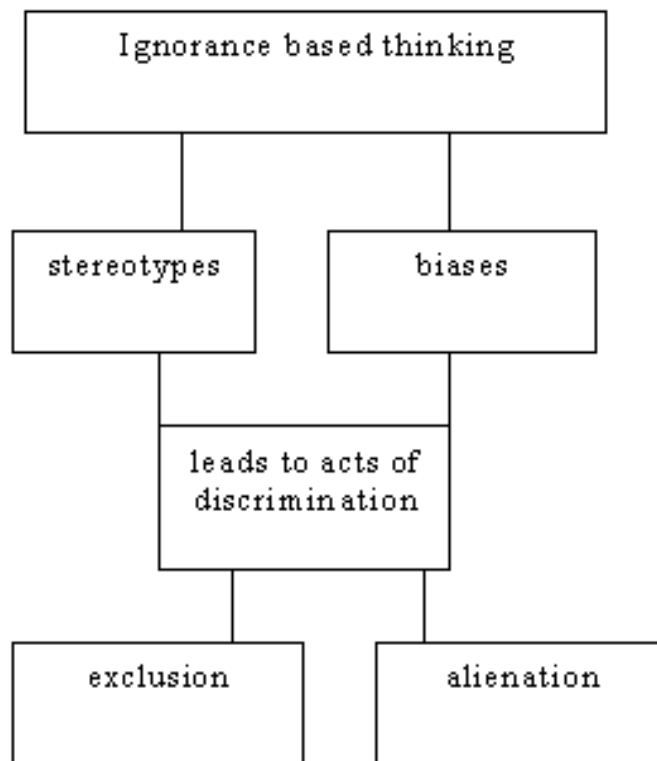 Ignorance based thinking
stereotypes
biases
leads to acts of
discrimination
exclusion
alienation